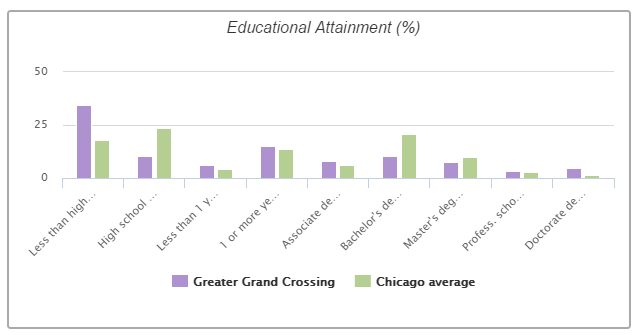 Educational Attainment (%)
50
25
0
Less than high...
High school ...
Less than 1 y...
1 or more ye...
Associate de...
Bachelor's de...
Master's deg...
Profess. scho...
Doctorate de...
Greater Grand Crossing
Chicago average